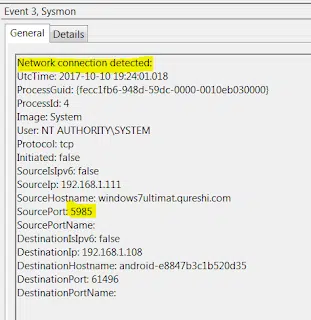 Event 3, Sysmon
General
Details
Network connection detected:
UtcTime: 2017-10-10 19:24:01.018
ProcessGuid: {fecc1fb6-948d-59dc-0000-0010eb030000}
ProcessId: 4
Image: System
User: NT AUTHORITY\SYSTEM
Protocol: tcp
Initiated: false
SourceIsIpv6: false
SourceIp: 192.168.1.111
SourceHostname: windows7ultimat.qureshi.com
SourcePort: 5985
SourcePortName:
DestinationIsIpv6: false
DestinationIp: 192.168.1.108
DestinationHostname: android-e8847b3c1b520d35
DestinationPort: 61496
DestinationPortName: